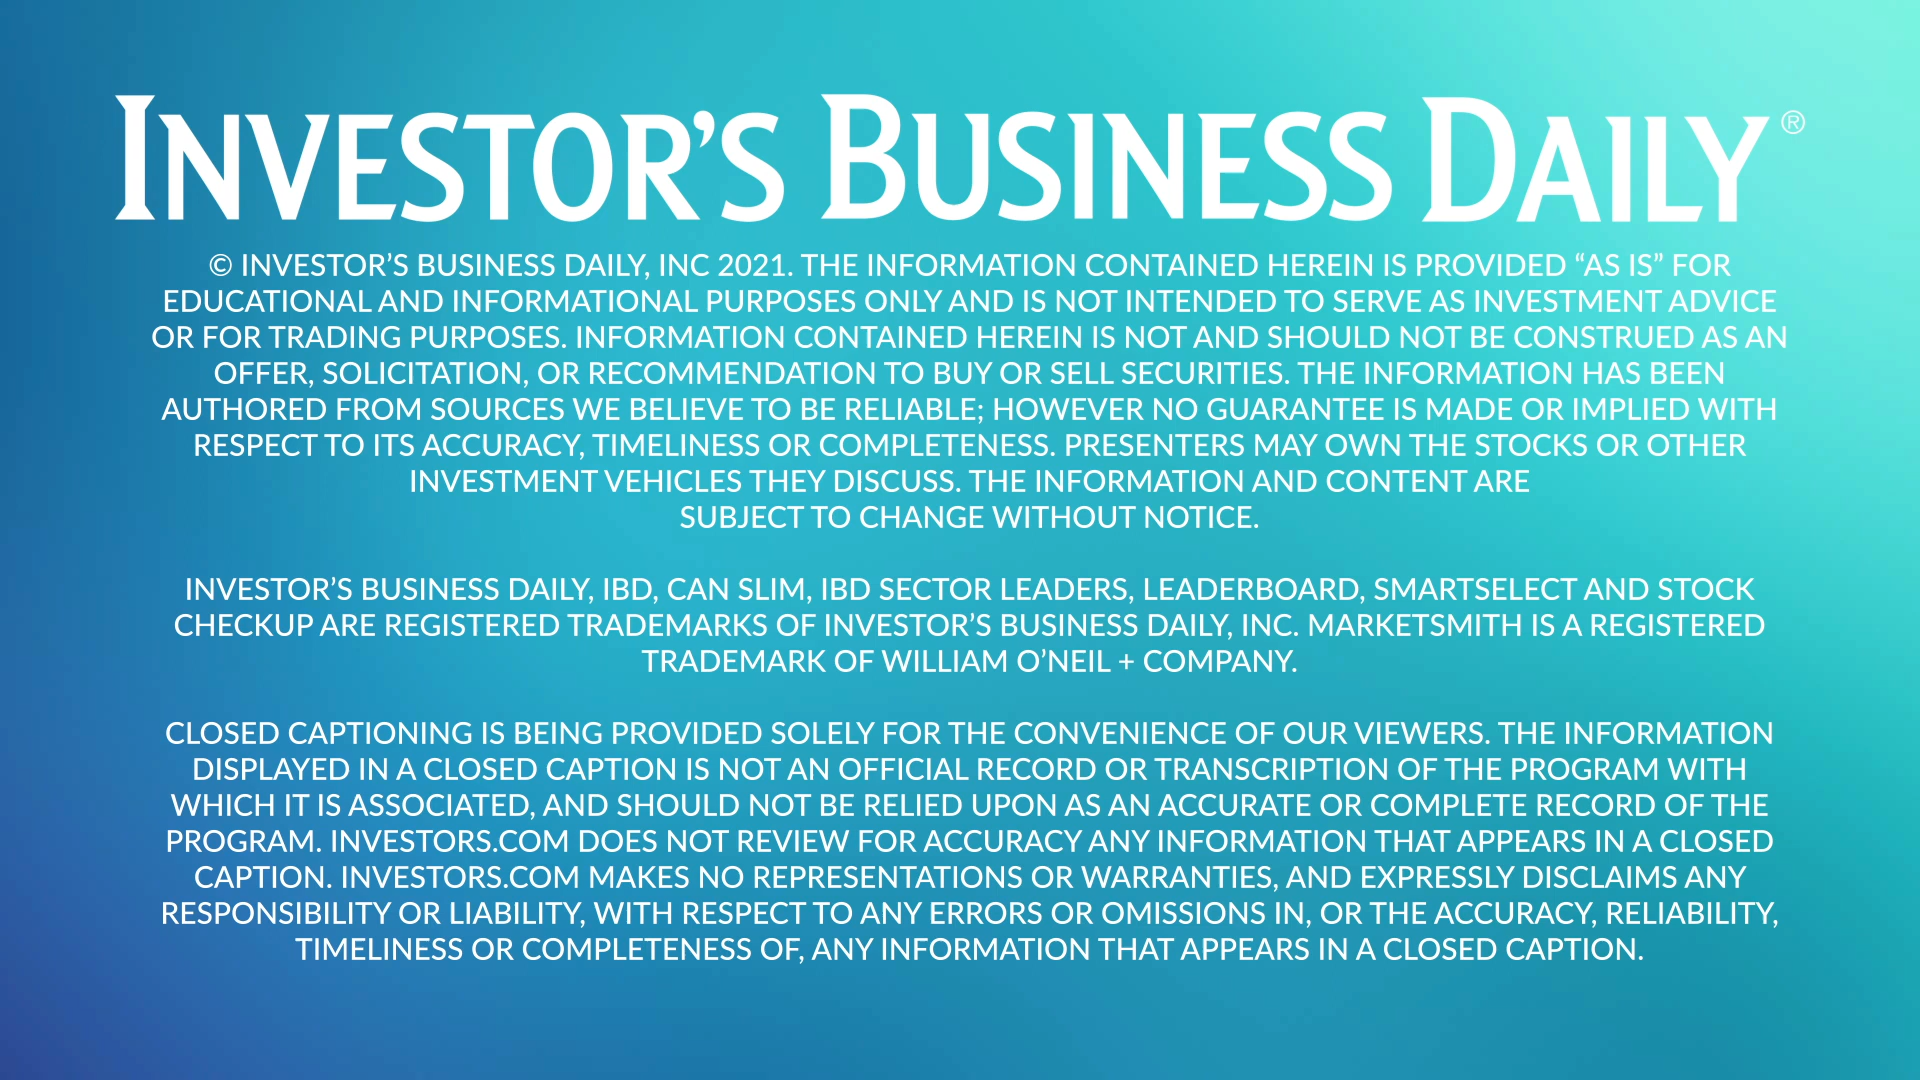 INVESTOR’S BUSINESS DAILY®
© INVESTOR’S BUSINESS DAILY, INC 2021. THE INFORMATION CONTAINED HEREIN IS PROVIDED “AS IS” FOR
EDUCATIONAL AND INFORMATIONAL PURPOSES ONLY AND IS NOT INTENDED TO SERVE AS INVESTMENT ADVICE
OR FOR TRADING PURPOSES. INFORMATION CONTAINED HEREIN IS NOT AND SHOULD NOT BE CONSTRUED AS AN
OFFER, SOLICITATION, OR RECOMMENDATION TO BUY OR SELL SECURITIES. THE INFORMATION HAS BEEN
AUTHORED FROM SOURCES WE BELIEVE TO BE RELIABLE; HOWEVER NO GUARANTEE IS MADE OR IMPLIED WITH
RESPECT TO ITS ACCURACY, TIMELINESS OR COMPLETENESS. PRESENTERS MAY OWN THE STOCKS OR OTHER
INVESTMENT VEHICLES THEY DISCUSS. THE INFORMATION AND CONTENT ARE
SUBJECT TO CHANGE WITHOUT NOTICE.
INVESTOR’S BUSINESS DAILY, IBD, CAN SLIM, IBD SECTOR LEADERS, LEADERBOARD, SMARTSELECT AND STOCK
CHECKUP ARE REGISTERED TRADEMARKS OF INVESTOR’S BUSINESS DAILY, INC. MARKETSMITH IS A REGISTERED
TRADEMARK OF WILLIAM O’NEIL + COMPANY.
CLOSED CAPTIONING IS BEING PROVIDED SOLELY FOR THE CONVENIENCE OF OUR VIEWERS. THE INFORMATION
DISPLAYED IN A CLOSED CAPTION IS NOT AN OFFICIAL RECORD OR TRANSCRIPTION OF THE PROGRAM WITH
WHICH IT IS ASSOCIATED, AND SHOULD NOT BE RELIED UPON AS AN ACCURATE OR COMPLETE RECORD OF THE
PROGRAM. INVESTORS.COM DOES NOT REVIEW FOR ACCURACY ANY INFORMATION THAT APPEARS IN A CLOSED
CAPTION. INVESTORS.COM MAKES NO REPRESENTATIONS OR WARRANTIES, AND EXPRESSLY DISCLAIMS ANY
RESPONSIBILITY OR LIABILITY, WITH RESPECT TO ANY ERRORS OR OMISSIONS IN, OR THE ACCURACY, RELIABILITY,
TIMELINESS OR COMPLETENESS OF, ANY INFORMATION THAT APPEARS IN A CLOSED CAPTION.